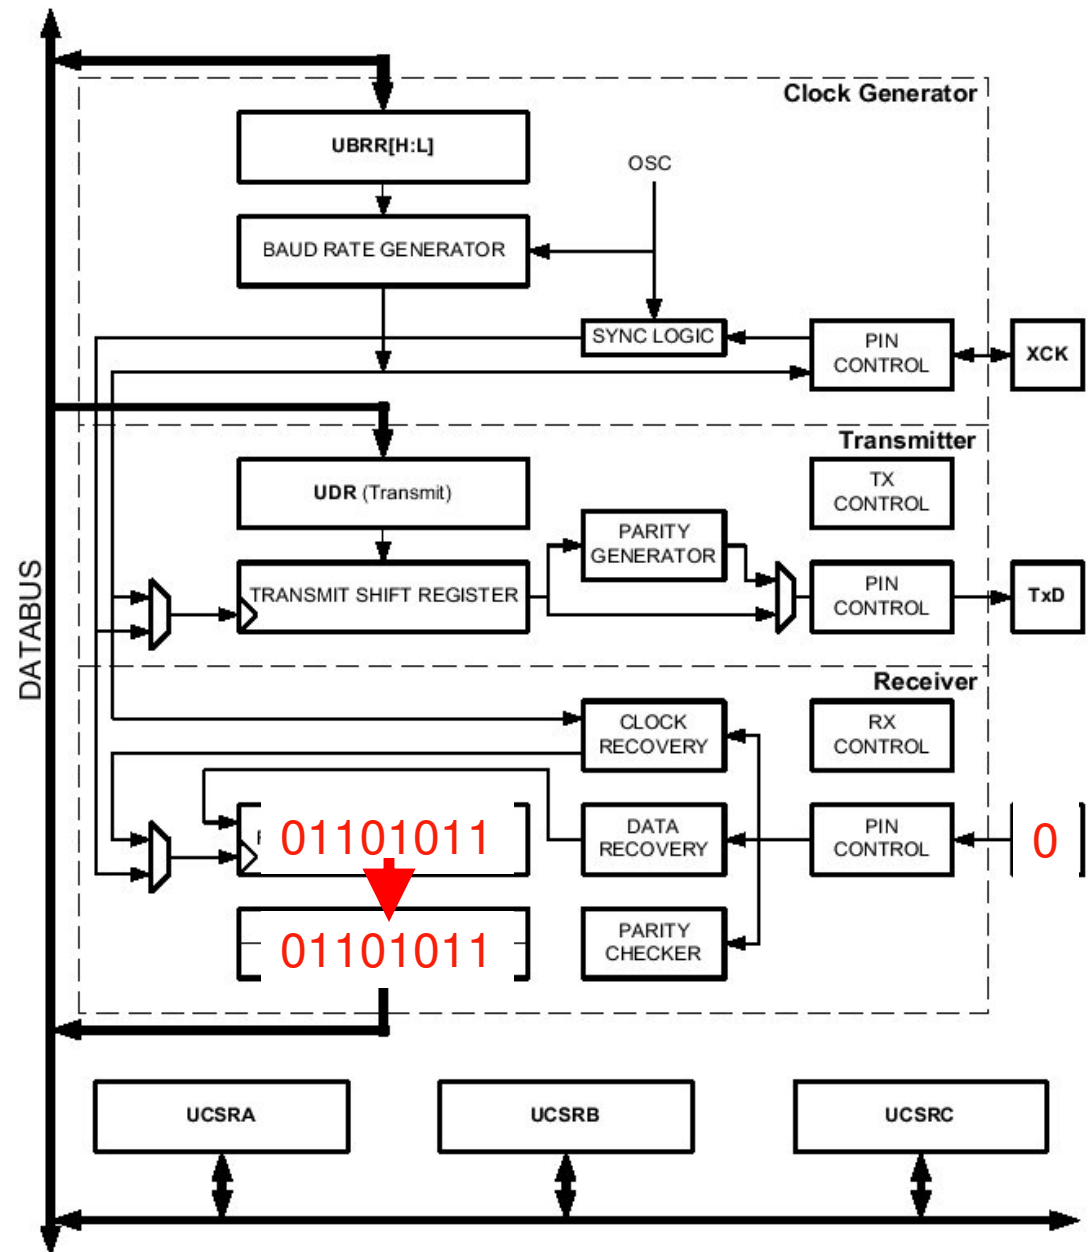 Clock Generator
UBRR[H:L]
OSC
BAUD RATE GENERATOR
SYNC LOGIC
PIN
CONTROL
XCK
Transmitter
TX
CONTROL
UDR (Transmit)
PARITY
GENERATOR
TRANSMIT SHIFT REGISTER
PIN
CONTROL
TxD
DATABUS
Receiver
CLOCK
RECOVERY
RX
CONTROL
01101011
DATA
RECOVERY
PIN
CONTROL
0
01101011
PARITY
CHECKER
UCSRA
UCSRB
UCSRC